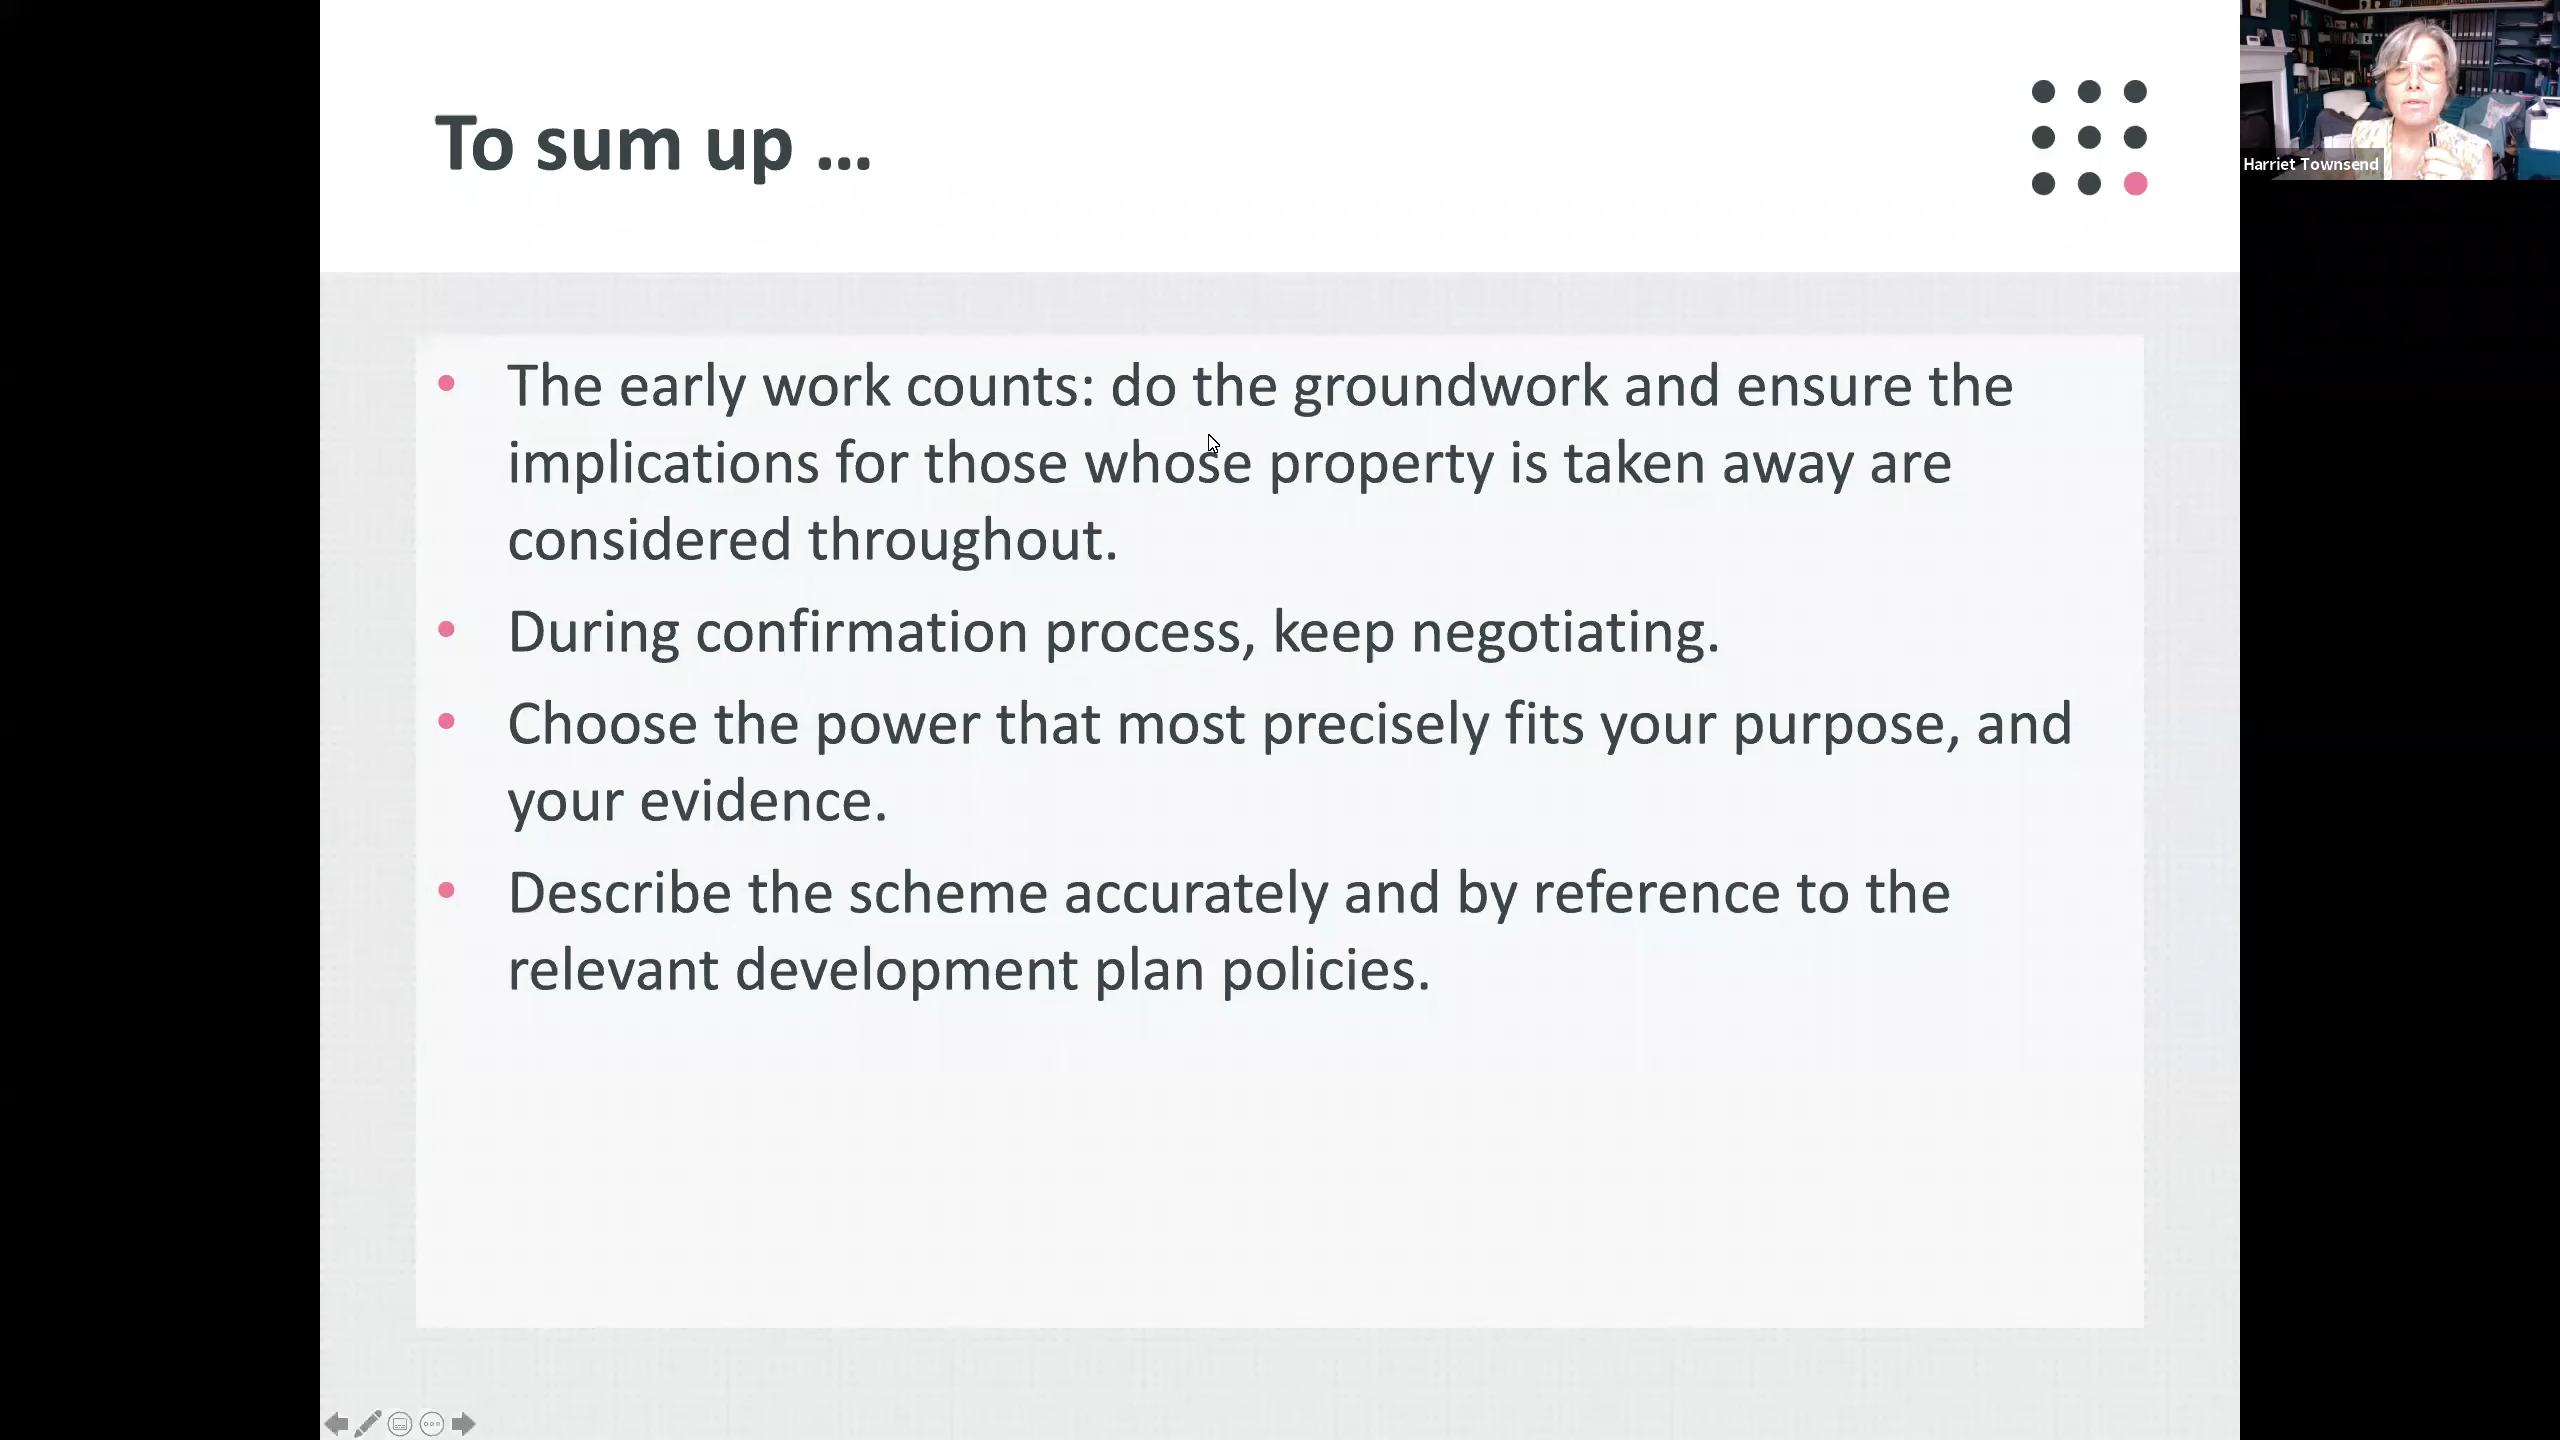 To sum up ...
Harriet Townsend
• The early work counts: do the groundwork and ensure the
implications for those whose property is taken away are
considered throughout.
• During confirmation process, keep negotiating.
• Choose the power that most precisely fits your purpose, and
your evidence.
• Describe the scheme accurately and by reference to the
relevant development plan policies.